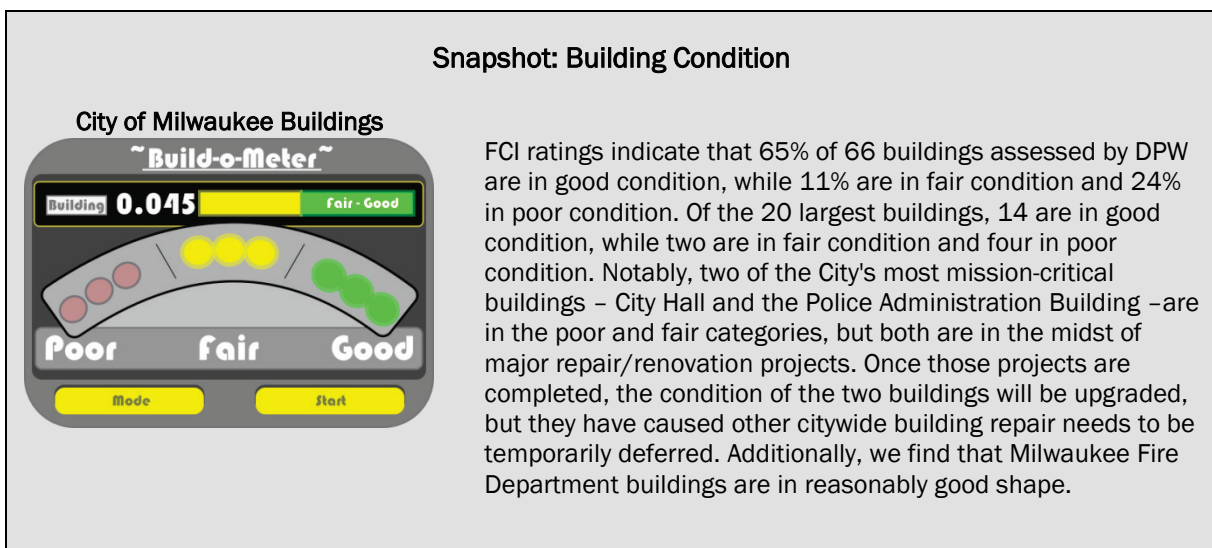 Snapshot: Building Condition
City of Milwaukee Buildings
~Build-o-Meter~
Building 0.045 Fair - Good
Poor Fair Good
Mode Start
FCI ratings indicate that 65% of 66 buildings assessed by DPW
are in good condition, while 11% are in fair condition and 24%
in poor condition. Of the 20 largest buildings, 14 are in good
condition, while two are in fair condition and four in poor
condition. Notably, two of the City's most mission-critical
buildings – City Hall and the Police Administration Building –are
in the poor and fair categories, but both are in the midst of
major repair/renovation projects. Once those projects are
completed, the condition of the two buildings will be upgraded,
but they have caused other citywide building repair needs to be
temporarily deferred. Additionally, we find that Milwaukee Fire
Department buildings are in reasonably good shape.